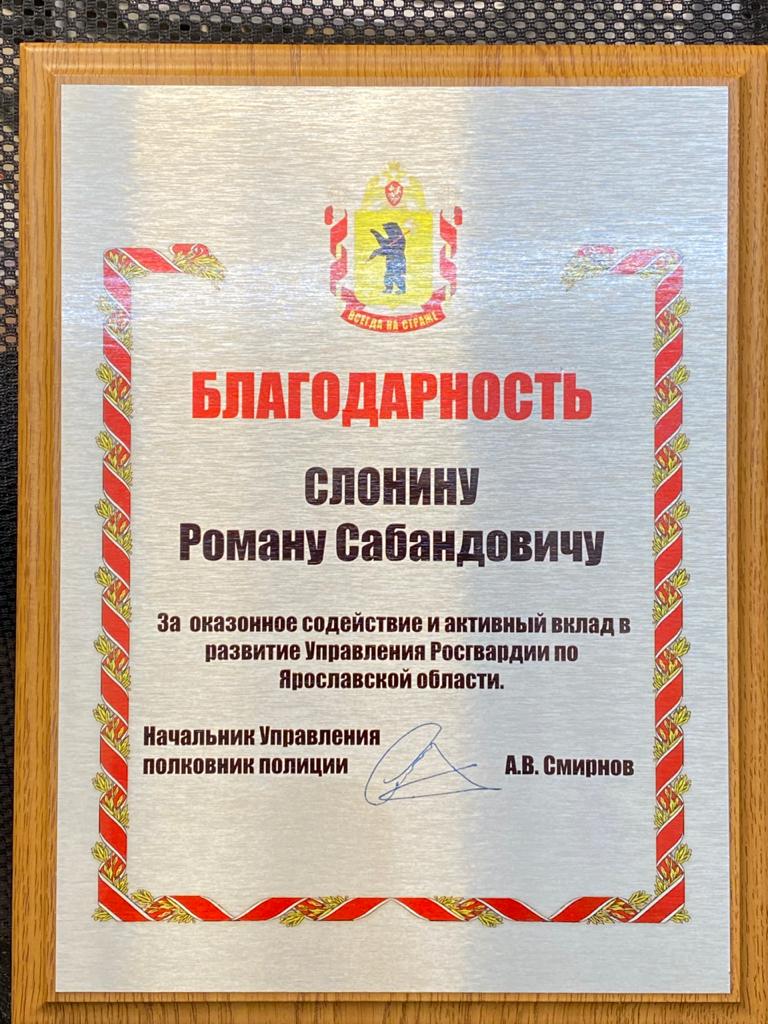 ВСЕГДА НА СТРАЖЕ
БЛАГОДАРНОСТЬ
СЛОНИНУ
Роману Сабандовичу
За оказонное содействие и активный вклад в
развитие Управления Росгвардии по
Ярославской области.
Начальник Управления
полковник полиции А.В. Смирнов